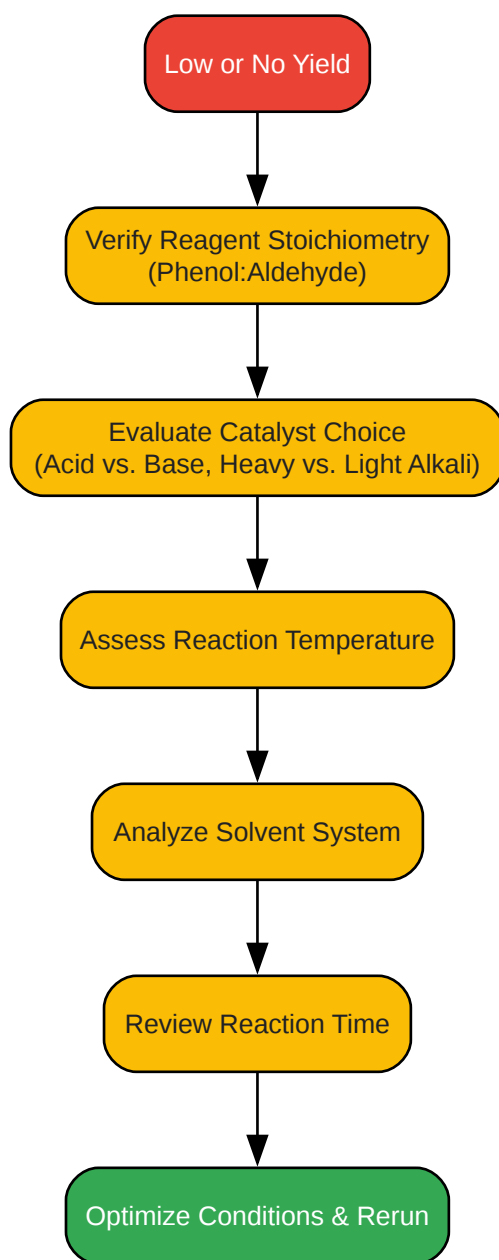 Low or No Yield
Verify Reagent Stoichiometry
(Phenol:Aldehyde)
Evaluate Catalyst Choice
(Acid vs. Base, Heavy vs. Light Alkali)
Assess Reaction Temperature
Analyze Solvent System
Review Reaction Time
Optimize Conditions & Rerun